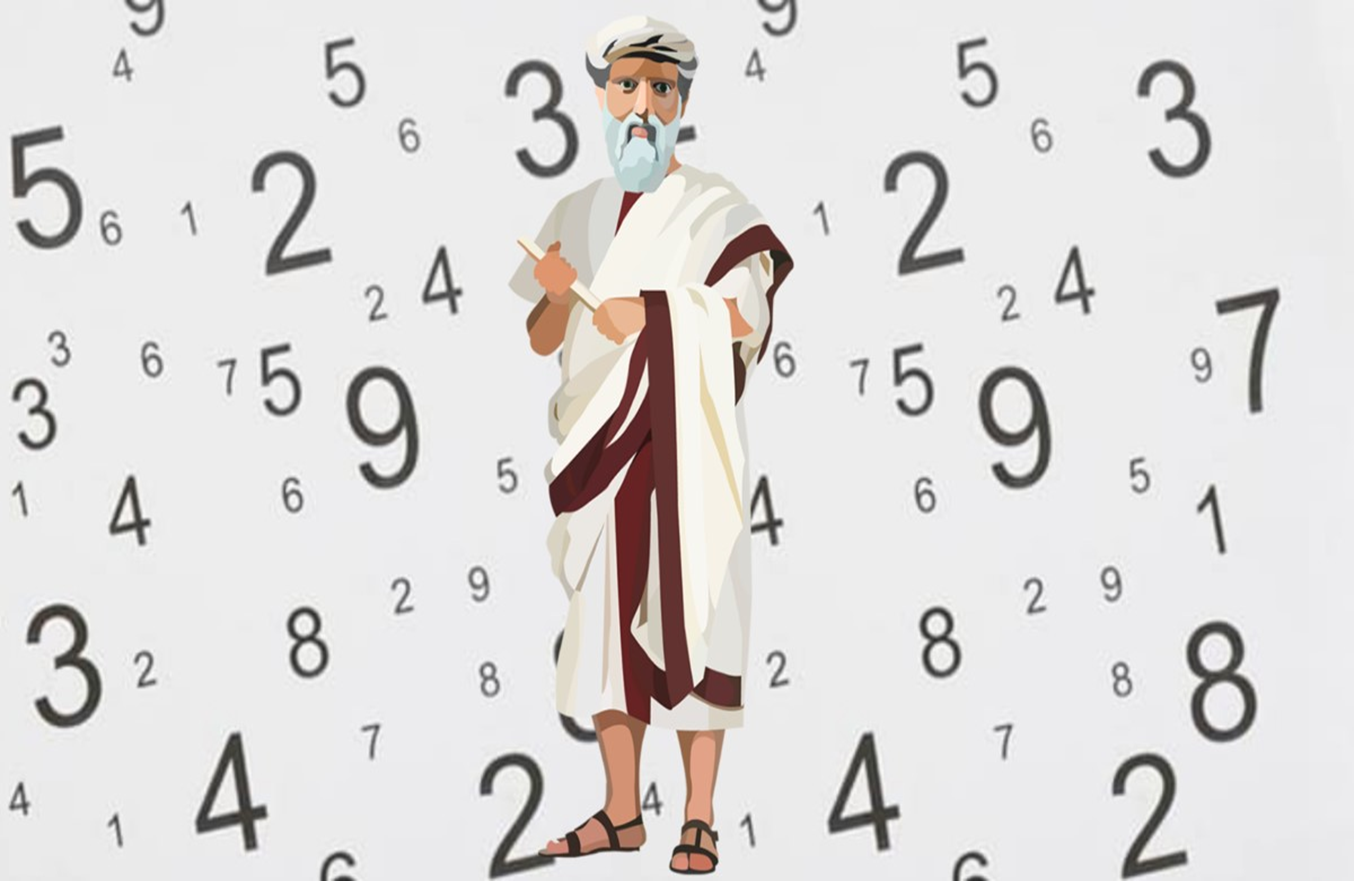 9 9
4 5 4 5
3 3
5 6 2 6 2
6 1 1
4 4
2 2 7
3 6 6 9
3 7 5 9 7 5 9
5 5
1 4 6 4 6 1
2 9 2 9
3 2 8 2 8 8
8 8
7 7
4 4 2 4 4 2
1 1
6 6